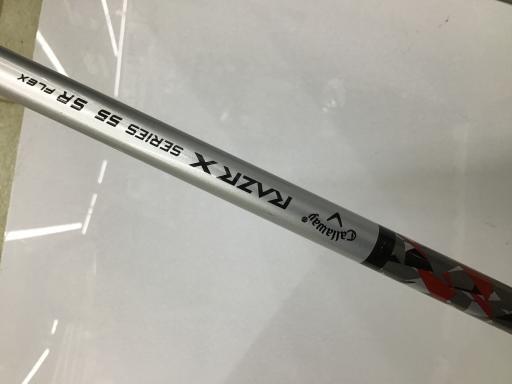 Callaway®
RAZR X SERIES 55 SR FLEX